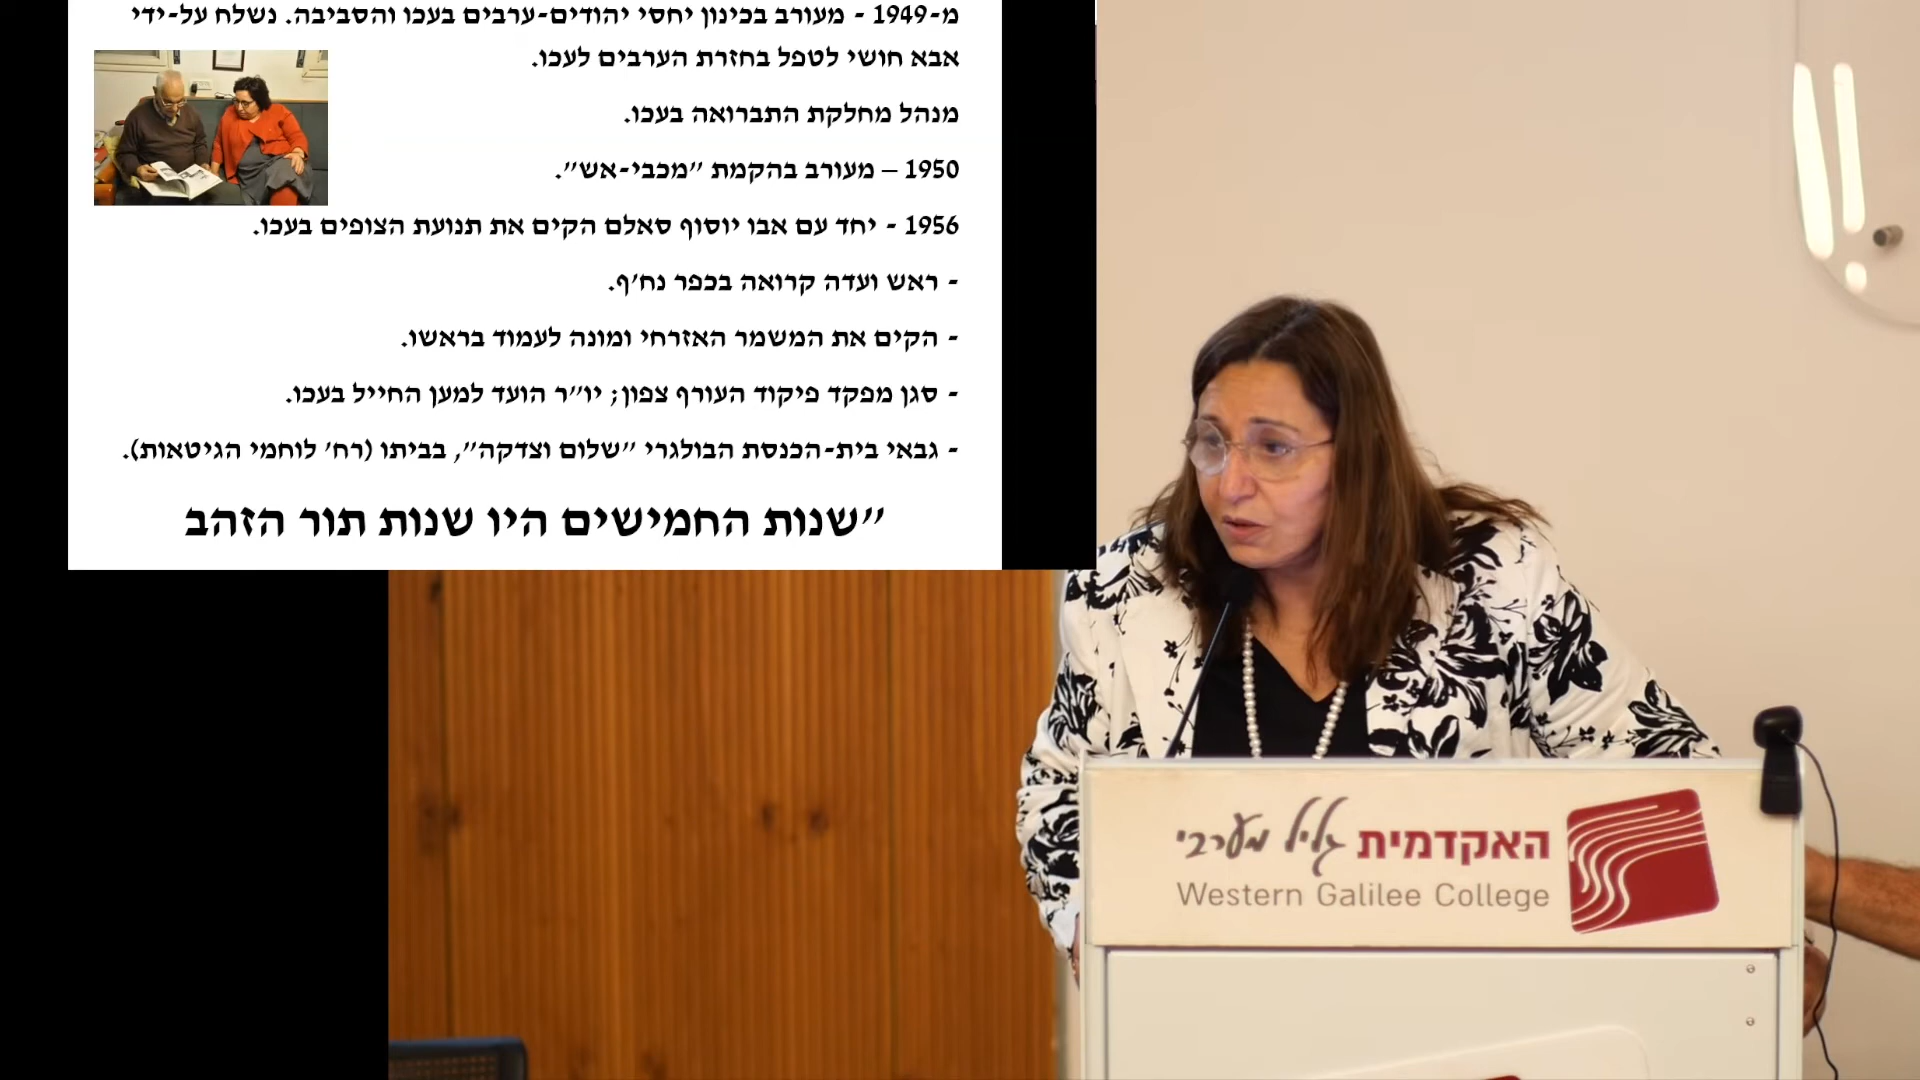 מ-1949 - מעורב בכינון יחסי יהודים-ערבים בעכו והסביבה. נשלח על-ידי
אבא חושי לטפל בחזרת הערבים לעכו.
מנהל מחלקת התברואה בעכו.
1950 – מעורב בהקמת "מכבי-אש".
1956 - יחד עם אבו יוסוף סאלם הקים את תנועת הצופים בעכו.
- ראש ועדה קרואה בכפר נח'ף.
- הקים את המשמר האזרחי ומונה לעמוד בראשו.
- סגן מפקד פיקוד העורף צפון; יו"ר הועד למען החייל בעכו.
- גבאי בית-הכנסת הבולגרי "שלום וצדקה", בביתו (רח' לוחמי הגיטאות).
"שנות החמישים היו שנות תור הזהב
האקדמית גליל מערבי
Western Galilee College